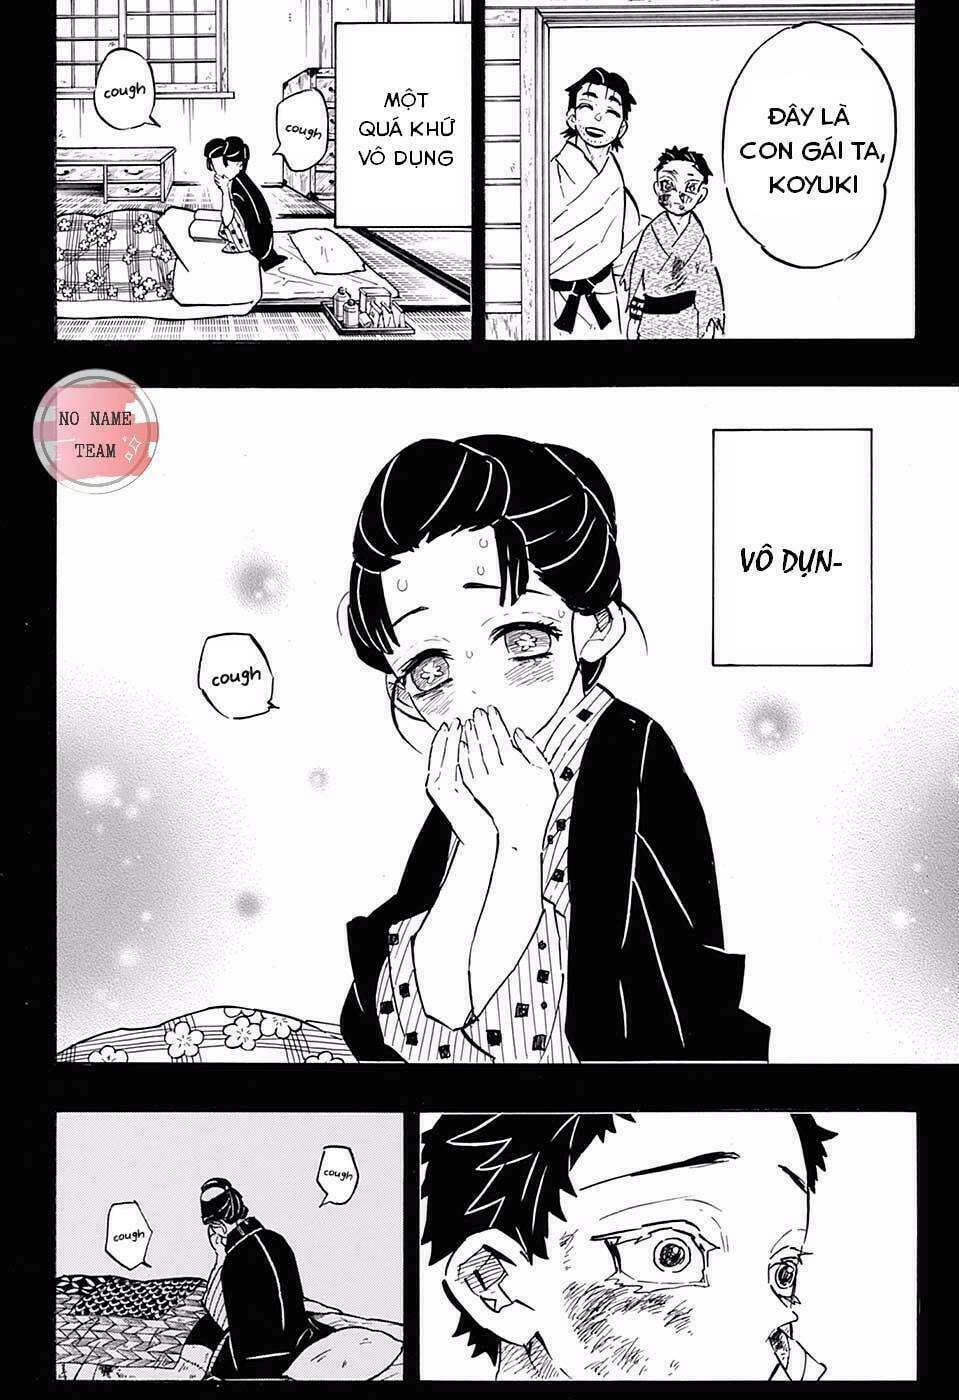 ĐÂY LÀ
CON GÁI TA,
KOYUKI
MỘT
QUÁ KHỨ
VÔ DỤNG
cough
cough
NO NAME
TEAM
VÔ DỤN-
cough
cough
cough